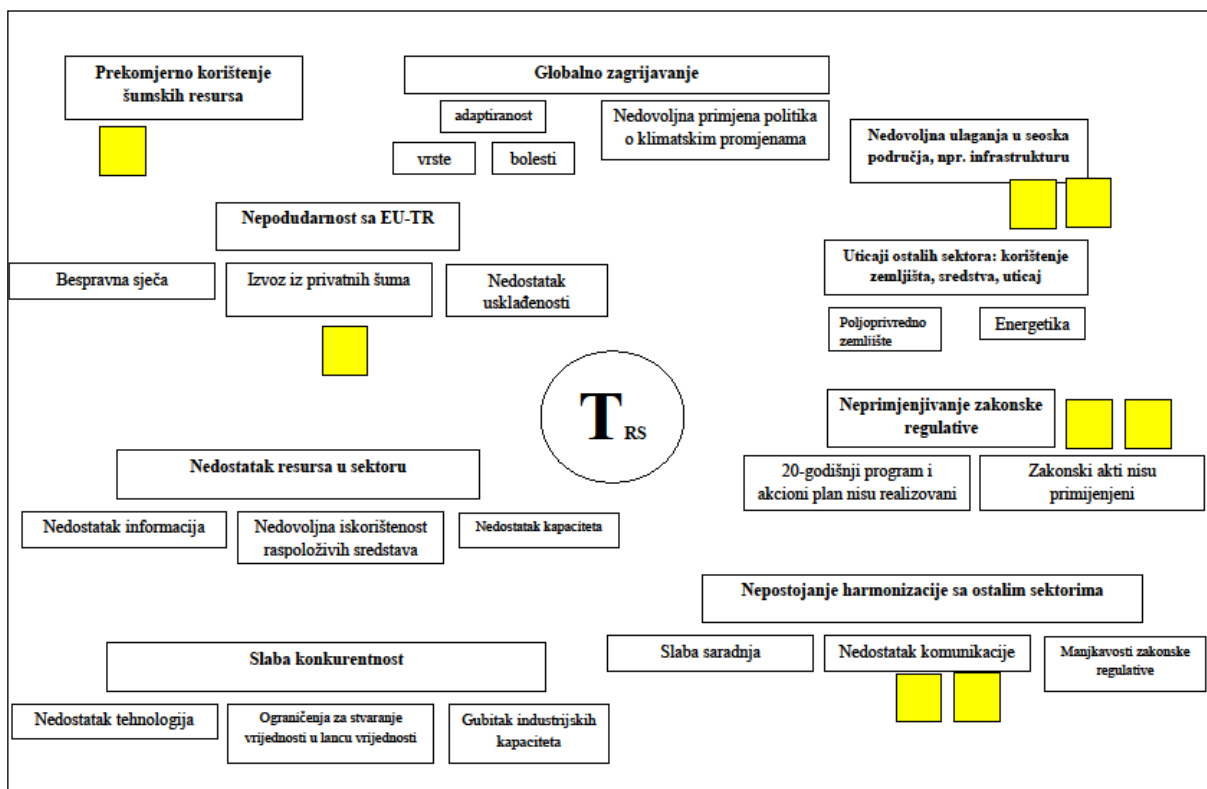 Prekomjerno korištenje
šumskih resursa
Globalno zagrijavanje
adaptiranost
vrste
bolesti
Nedovoljna primjena politika
o klimatskim promjenama
Nedovoljna ulaganja u seoska
područja, npr. infrastrukturu
Nepodudarnost sa EU-TR
Bespravna sječa
Izvoz iz privatnih šuma
Nedostatak
usklađenosti
Uticaji ostalih sektora: korištenje
zemljišta, sredstva, uticaj
Poljoprivredno
zemljište
Energetika
T RS
Neprimjenjivanje zakonske
regulative
20-godišnji program i
akcioni plan nisu realizovani
Zakonski akti nisu
primijenjeni
Nedostatak resursa u sektoru
Nedostatak informacija
Nedovoljna iskorištenost
raspoloživih sredstava
Nedostatak kapaciteta
Nepostojanje harmonizacije sa ostalim sektorima
Slaba saradnja
Nedostatak komunikacije
Manjkavosti zakonske
regulative
Slaba konkurentnost
Nedostatak tehnologija
Ograničenja za stvaranje
vrijednosti u lancu vrijednosti
Gubitak industrijskih
kapaciteta